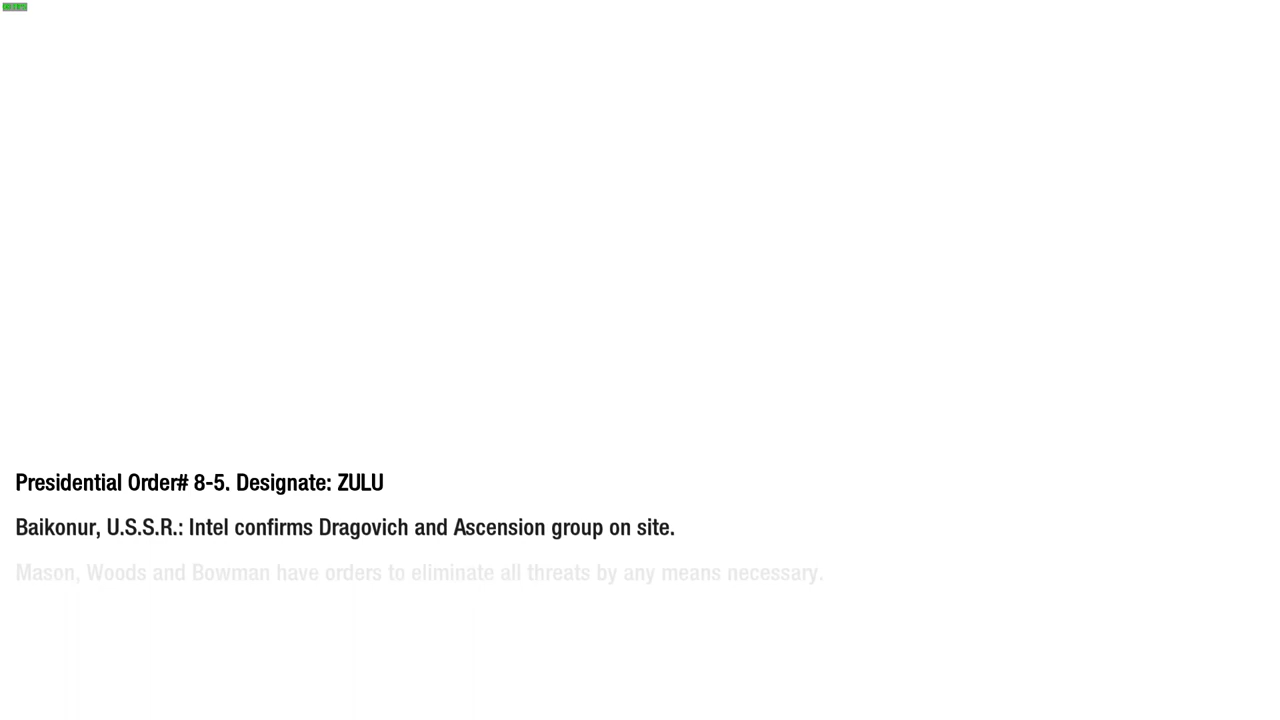 Presidential Order# 8-5. Designate: ZULU
Baikonur, U.S.S.R.: Intel confirms Dragovich and Ascension group on site.
Mason, Woods and Bowman have orders to eliminate all threats by any means necessary.